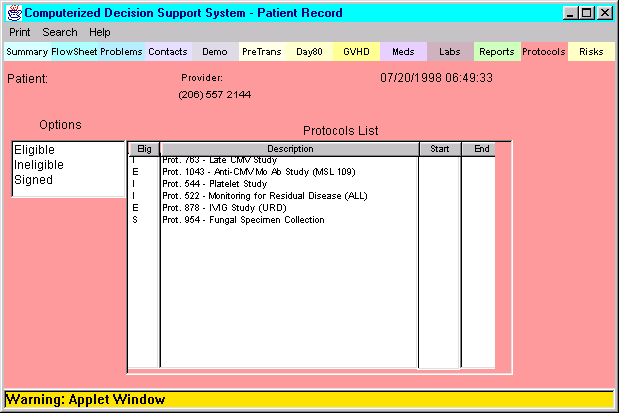 Computerized Decision Support System - Patient Record
Print Search Help
Summary FlowSheet Problems Contacts Demo PreTrans Day80 GVHD Meds Labs Reports Protocols Risks
Patient: Provider: 07/20/1998 06:49:33
(206) 557 2144
Options
Protocols List
Eligible
Ineligible
Signed
Elig Description Start End
I Prot. 763 - Late CMV Study
E Prot. 1043 - Anti-CMV Mo Ab Study (MSL 109)
I Prot. 544 - Platelet Study
I Prot. 522 - Monitoring for Residual Disease (ALL)
E Prot. 878 - IVIG Study (URD)
S Prot. 954 - Fungal Specimen Collection
Warning: Applet Window